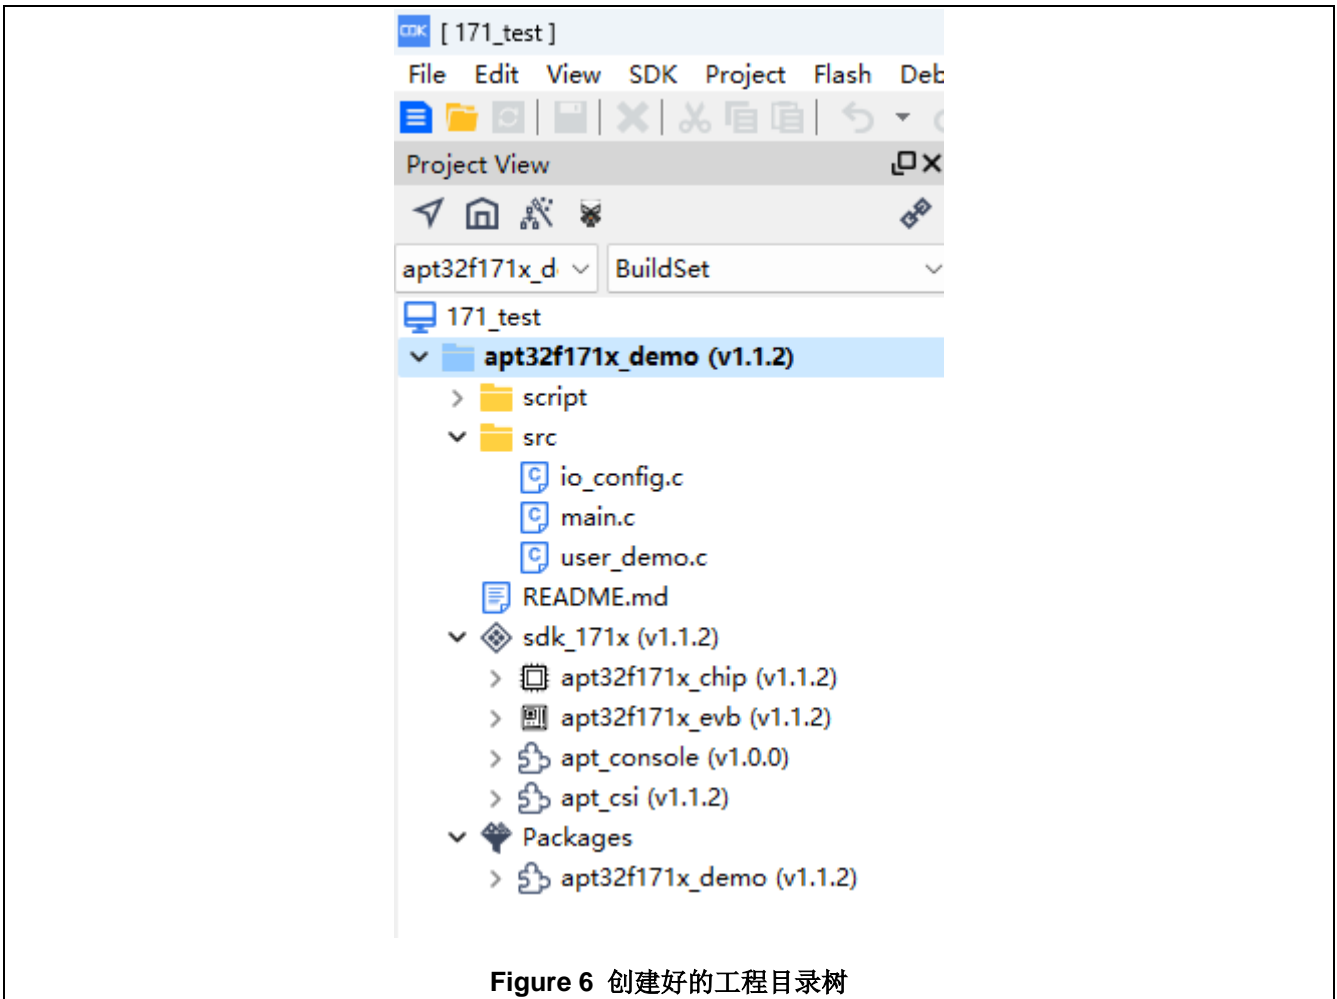 CDK [ 171_test ]
File Edit View SDK Project Flash Deb
Project View
apt32f171x_d BuildSet
171_test
apt32f171x_demo (v1.1.2)
script
src
io_config.c
main.c
user_demo.c
README.md
sdk_171x (v1.1.2)
apt32f171x_chip (v1.1.2)
apt32f171x_evb (v1.1.2)
apt_console (v1.0.0)
apt_csi (v1.1.2)
Packages
apt32f171x_demo (v1.1.2)
Figure 6 创建好的工程目录树